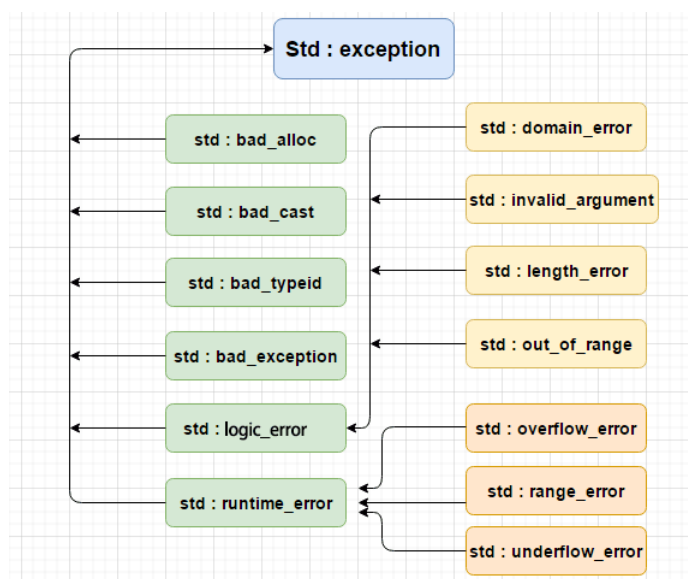 Std : exception
std : bad_alloc
std : bad_cast
std : bad_typeid
std : bad_exception
std : logic_error
std : runtime_error
std : domain_error
std : invalid_argument
std : length_error
std : out_of_range
std : overflow_error
std : range_error
std : underflow_error